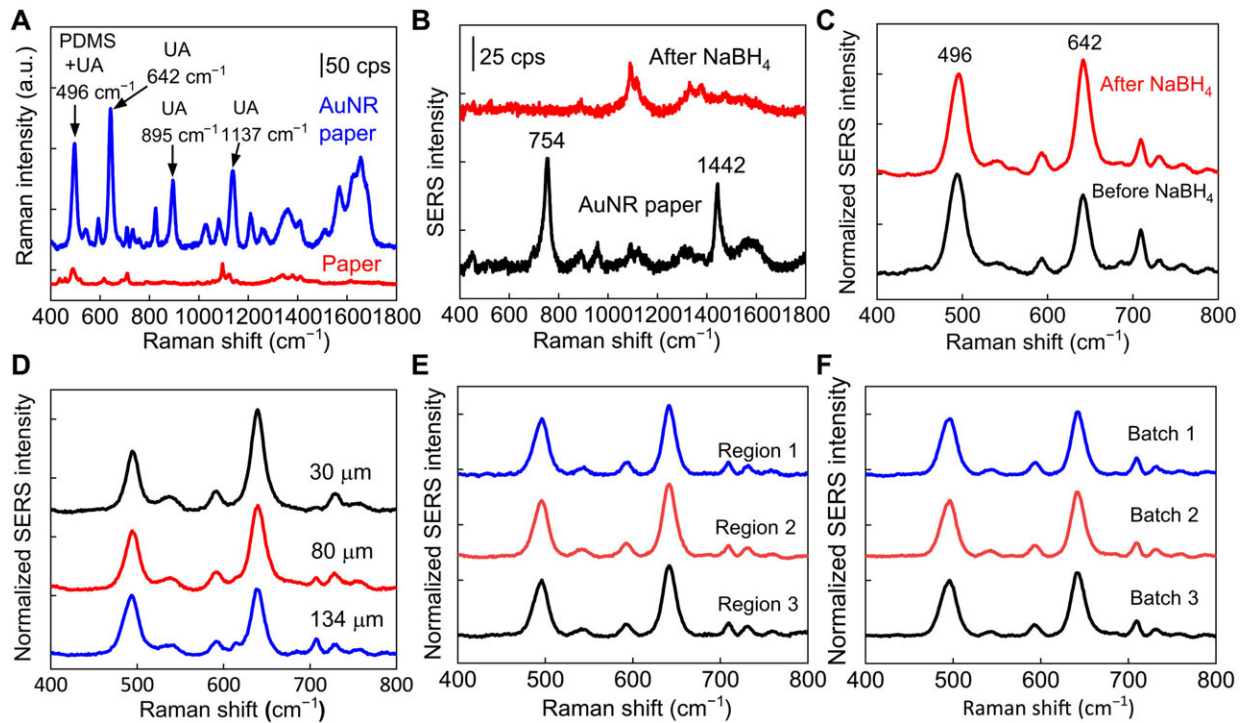 A
PDMS
+UA
496 cm⁻¹
UA
642 cm⁻¹
UA
895 cm⁻¹
UA
1137 cm⁻¹
50 cps
AuNR
paper
Paper
Raman intensity (a.u.)
400 600 800 1000 1200 1400 1600 1800
Raman shift (cm⁻¹)
B
25 cps
After NaBH₄
754
1442
AuNR paper
SERS intensity
400 600 800 1000 1200 1400 1600 1800
Raman shift (cm⁻¹)
C
496
642
After NaBH₄
Before NaBH₄
Normalized SERS intensity
400 500 600 700 800
Raman shift (cm⁻¹)
D
30 μm
80 μm
134 μm
Normalized SERS intensity
400 500 600 700 800
Raman shift (cm⁻¹)
E
Region 1
Region 2
Region 3
Normalized SERS intensity
400 500 600 700 800
Raman shift (cm⁻¹)
F
Batch 1
Batch 2
Batch 3
Normalized SERS intensity
400 500 600 700 800
Raman shift (cm⁻¹)